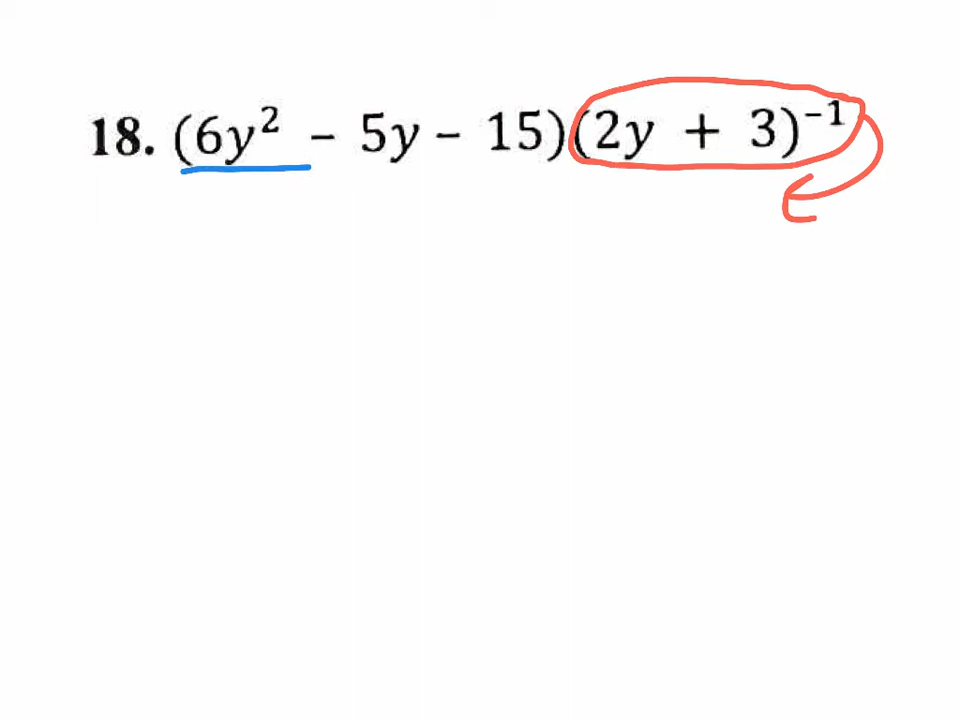 18. (6y² – 5y – 15)(2y + 3)⁻¹